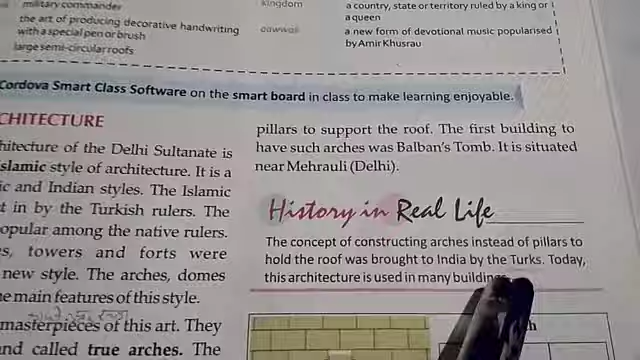 military commander
the art of producing decorative handwriting
with a special pen or brush
large semi-circular roofs
kingdom
qawwali
a country, state or territory ruled by a king or
a queen
a new form of devotional music popularised
by Amir Khusrau
Cordova Smart Class Software on the smart board in class to make learning enjoyable.
CHITECTURE
hitecture of the Delhi Sultanate is
slamic style of architecture. It is a
ic and Indian styles. The Islamic
t in by the Turkish rulers. The
opular among the native rulers.
s, towers and forts were
new style. The arches, domes
e main features of this style.
masterpieces of this art. They
nd called true arches. The
pillars to support the roof. The first building to
have such arches was Balban's Tomb. It is situated
near Mehrauli (Delhi).
History in Real Life
The concept of constructing arches instead of pillars to
hold the roof was brought to India by the Turks. Today,
this architecture is used in many buildings